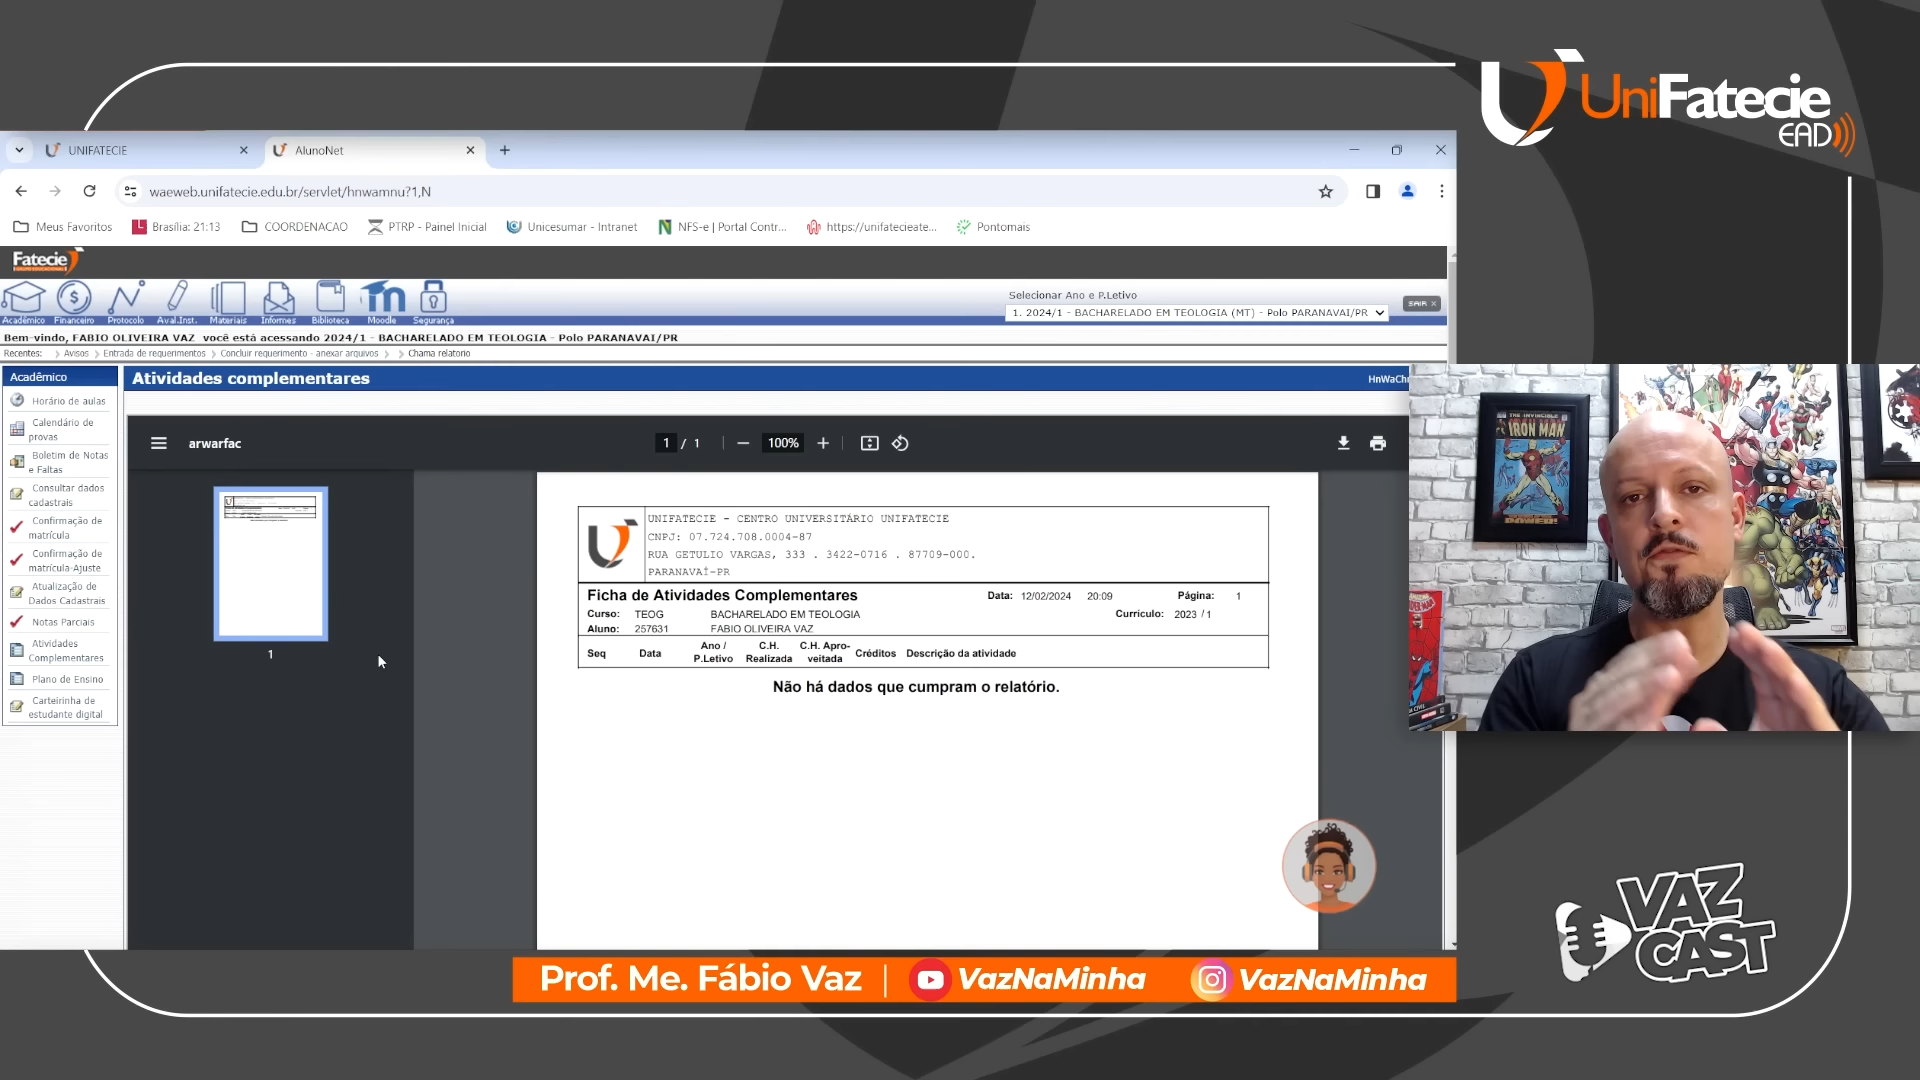 UniFatecie
EAD
UNIFATECIE
AlunoNet
waeweb.unifatecie.edu.br/servlet/hnwamnu?1,N
Meus Favoritos
Brasília: 21:13
COORDENACAO
PTRP - Painel Inicial
Unicesumar - Intranet
NFS-e | Portal Contr...
https://unifatecieate...
Pontomais
Fatecie
Acadêmico
Financeiro
Protocolo
Aval.Inst.
Materiais
Informes
Biblioteca
Moodle
Segurança
Selecionar Ano e P.Letivo
1. 2024/1 - BACHARELADO EM TEOLOGIA (MT) - Polo PARANAVAI/PR
SAIR X
Bem-vindo, FABIO OLIVEIRA VAZ você está acessando 2024/1 - BACHARELADO EM TEOLOGIA - Polo PARANAVAI/PR
Recentes: > Avisos > Entrada de requerimentos > Concluir requerimento - anexar arquivos > > Chama relatorio
Acadêmico
Horário de aulas
Calendário de
provas
Boletim de Notas
e Faltas
Consultar dados
cadastrais
Confirmação de
matrícula
Confirmação de
matrícula-Ajuste
Atualização de
Dados Cadastrais
Notas Parciais
Atividades
Complementares
Plano de Ensino
Carteirinha de
estudante digital
Atividades complementares
HnWaChr
arwarfac
1 / 1
100%
1
UNIFATECIE - CENTRO UNIVERSITÁRIO UNIFATECIE
CNPJ: 07.724.708.0004-87
RUA GETULIO VARGAS, 333 . 3422-0716 . 87709-000.
PARANAVAÍ-PR
Ficha de Atividades Complementares
Data: 12/02/2024 20:09
Página: 1
Curso: TEOG BACHARELADO EM TEOLOGIA
Currículo: 2023 / 1
Aluno: 257631 FABIO OLIVEIRA VAZ
Seq
Data
Ano /
P.Letivo
C.H.
Realizada
C.H. Apro-
veitada
Créditos
Descrição da atividade
Não há dados que cumpram o relatório.
THE INVINCIBLE
IRON MAN
POWER!
VAZ
CAST
Prof. Me. Fábio Vaz | VazNaMinha VazNaMinha